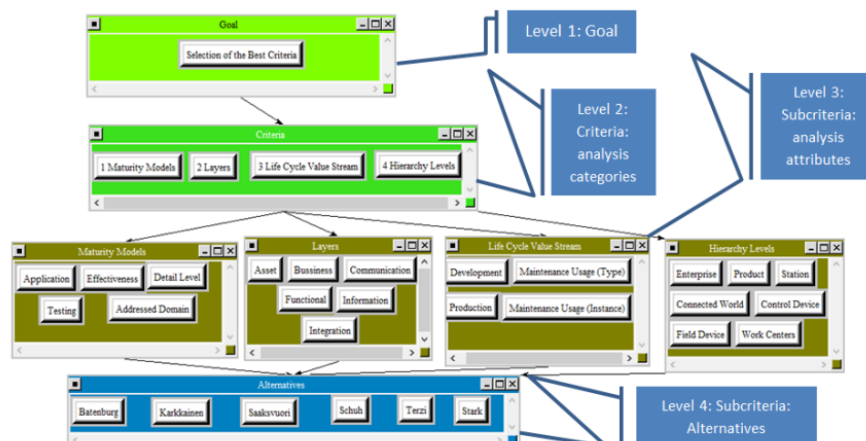 Goal
Selection of the Best Criteria
Level 1: Goal
Criteria
1 Maturity Models
2 Layers
3 Life Cycle Value Stream
4 Hierarchy Levels
Level 2:
Criteria:
analysis
categories
Level 3:
Subcriteria:
analysis
attributes
Maturity Models
Application
Effectiveness
Detail Level
Testing
Addressed Domain
Layers
Asset
Bussiness
Communication
Functional
Information
Integration
Life Cycle Value Stream
Development
Maintenance Usage (Type)
Production
Maintenance Usage (Instance)
Hierarchy Levels
Enterprise
Product
Station
Connected World
Control Device
Field Device
Work Centers
Alternatives
Batenburg
Karkkainen
Saaksvuori
Schuh
Terzi
Stark
Level 4: Subcriteria:
Alternatives